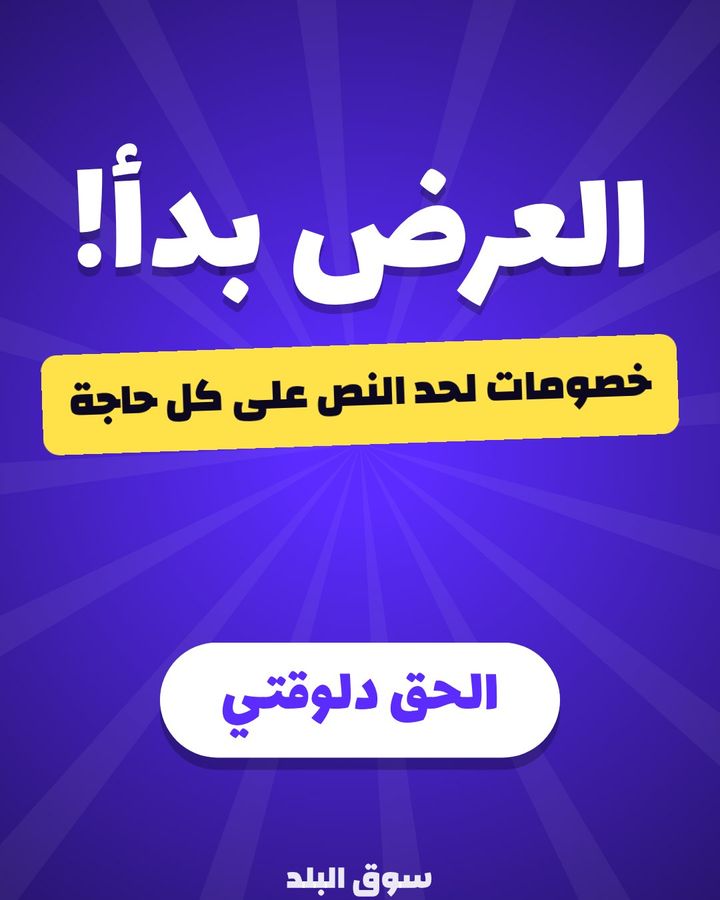 العرض بدأ!
خصومات لحد النص على كل حاجة
الحق دلوقتي
سوق البلد